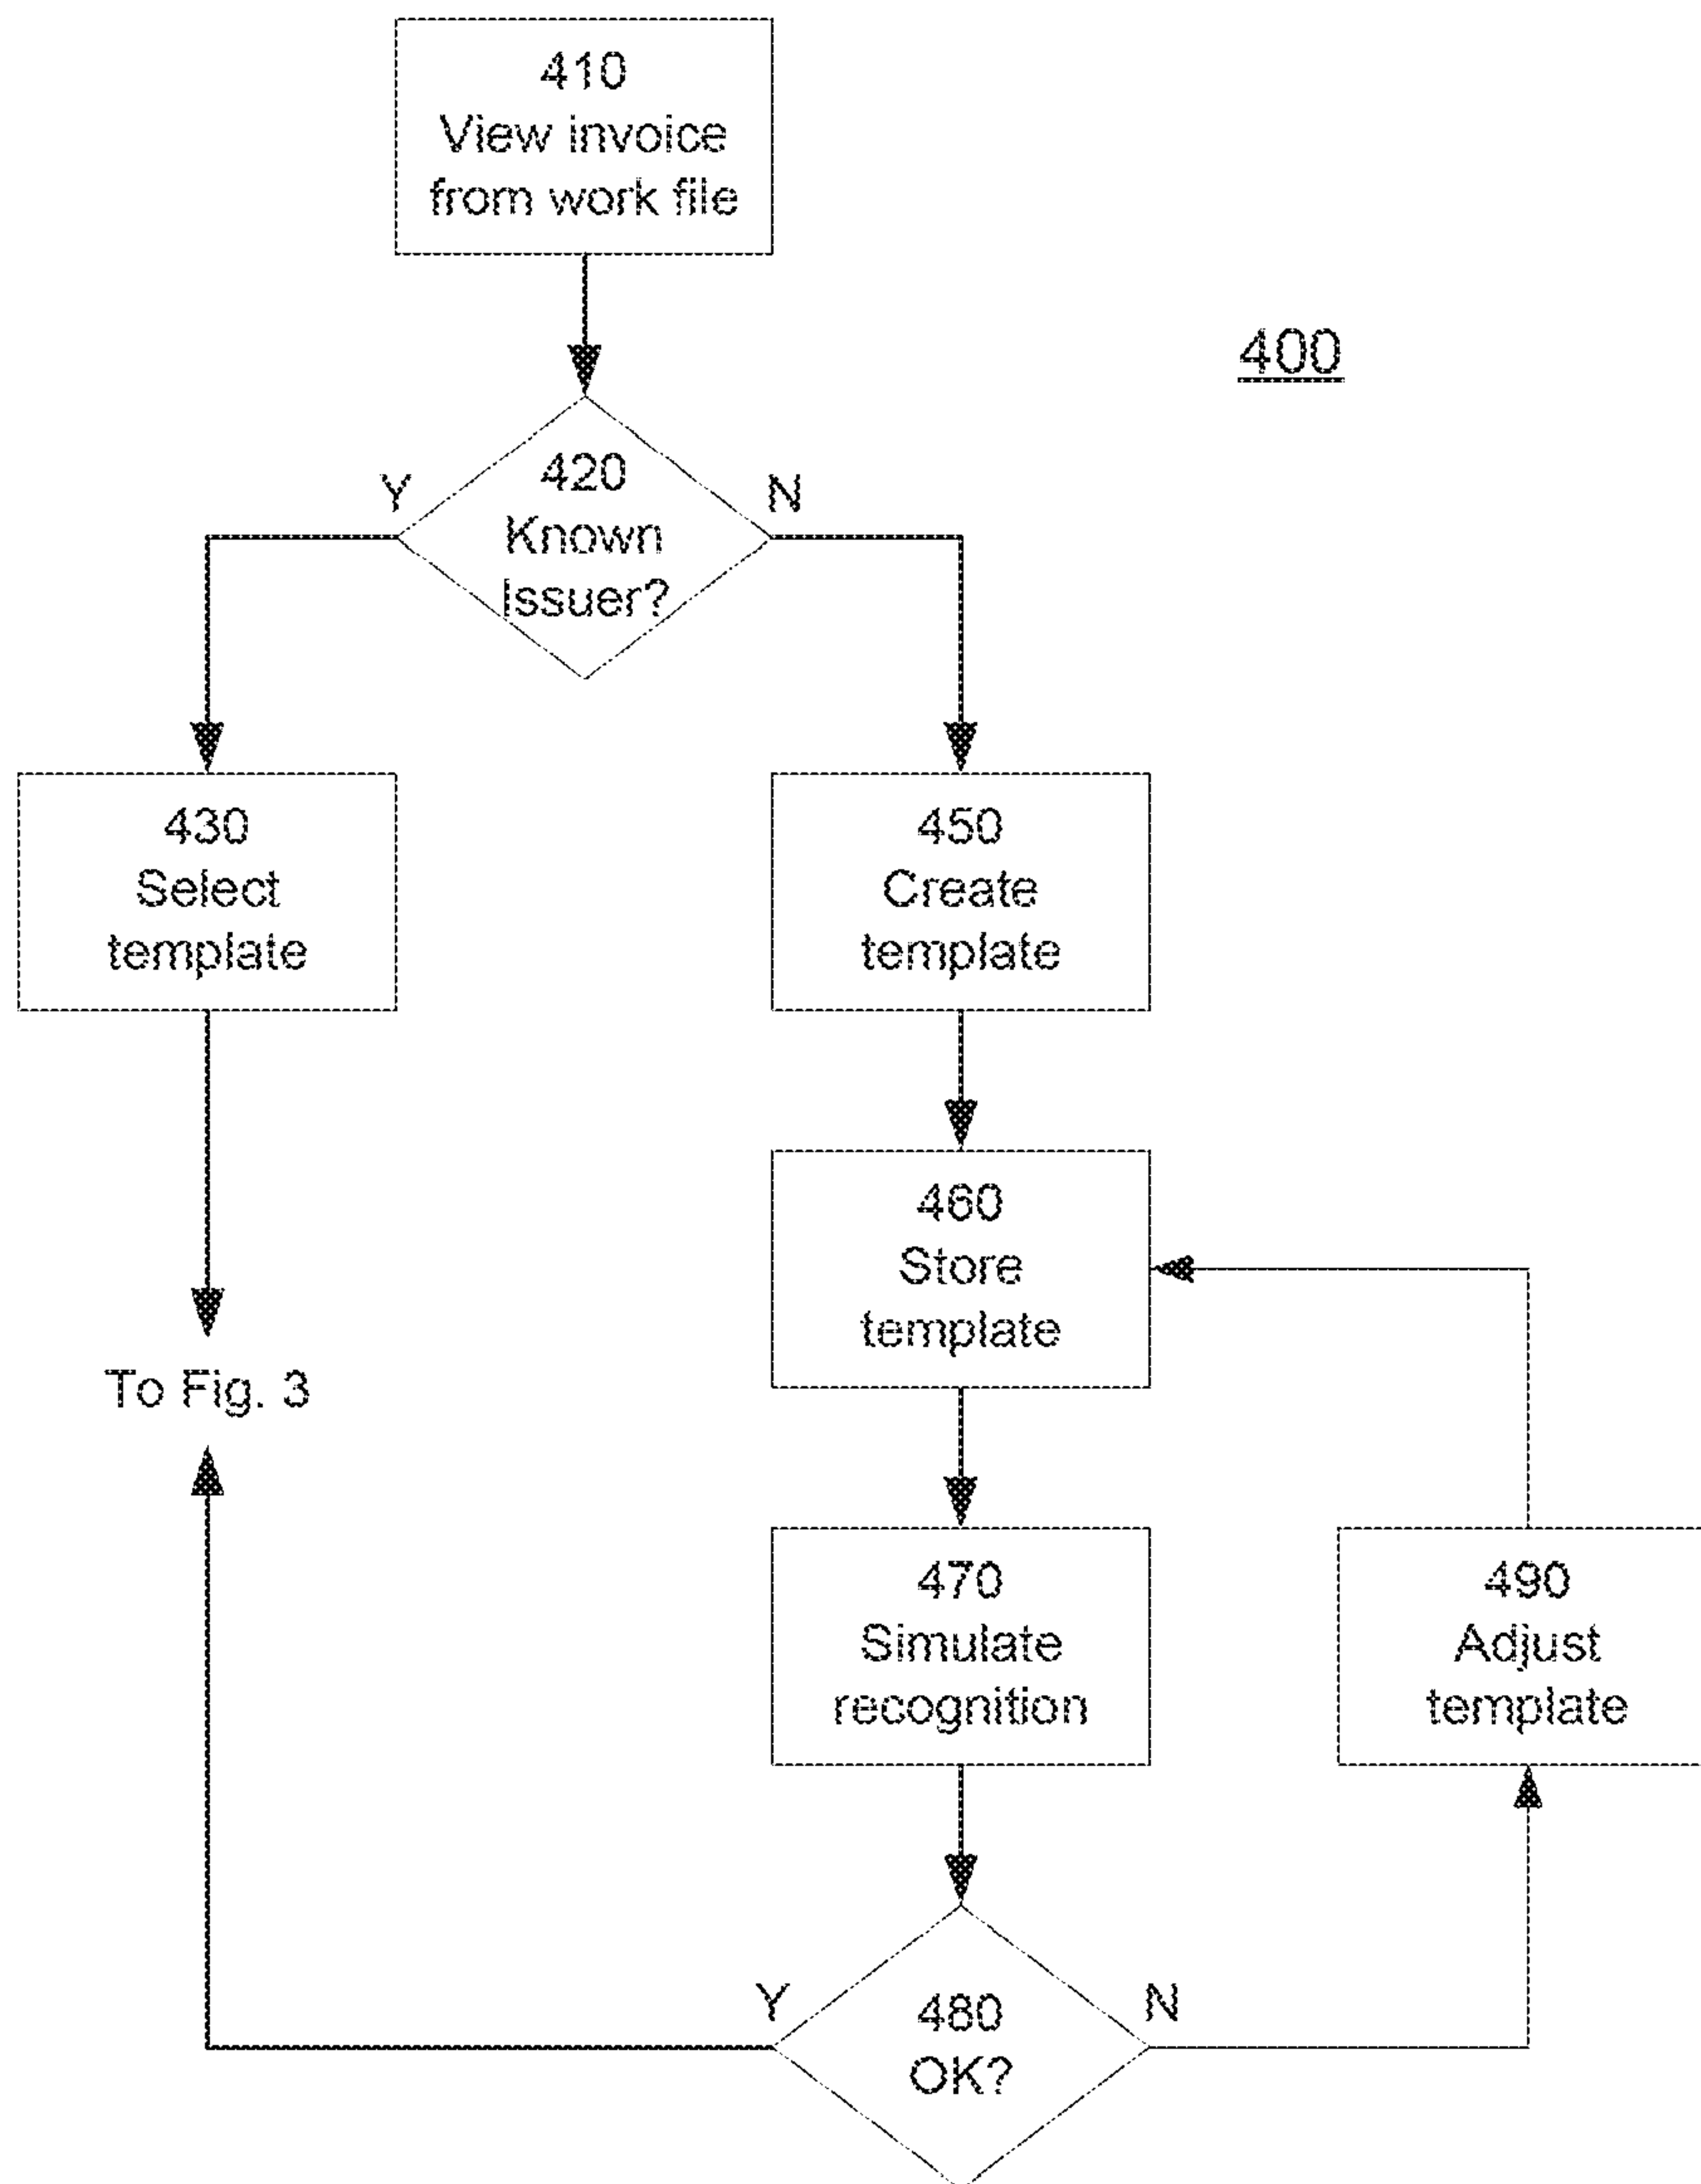 410
View invoice
from work file
400
420
Known
Issuer?
Y
N
430
Select
template
450
Create
template
460
Store
template
To Fig. 3
470
Simulate
recognition
490
Adjust
template
480
OK?
Y
N